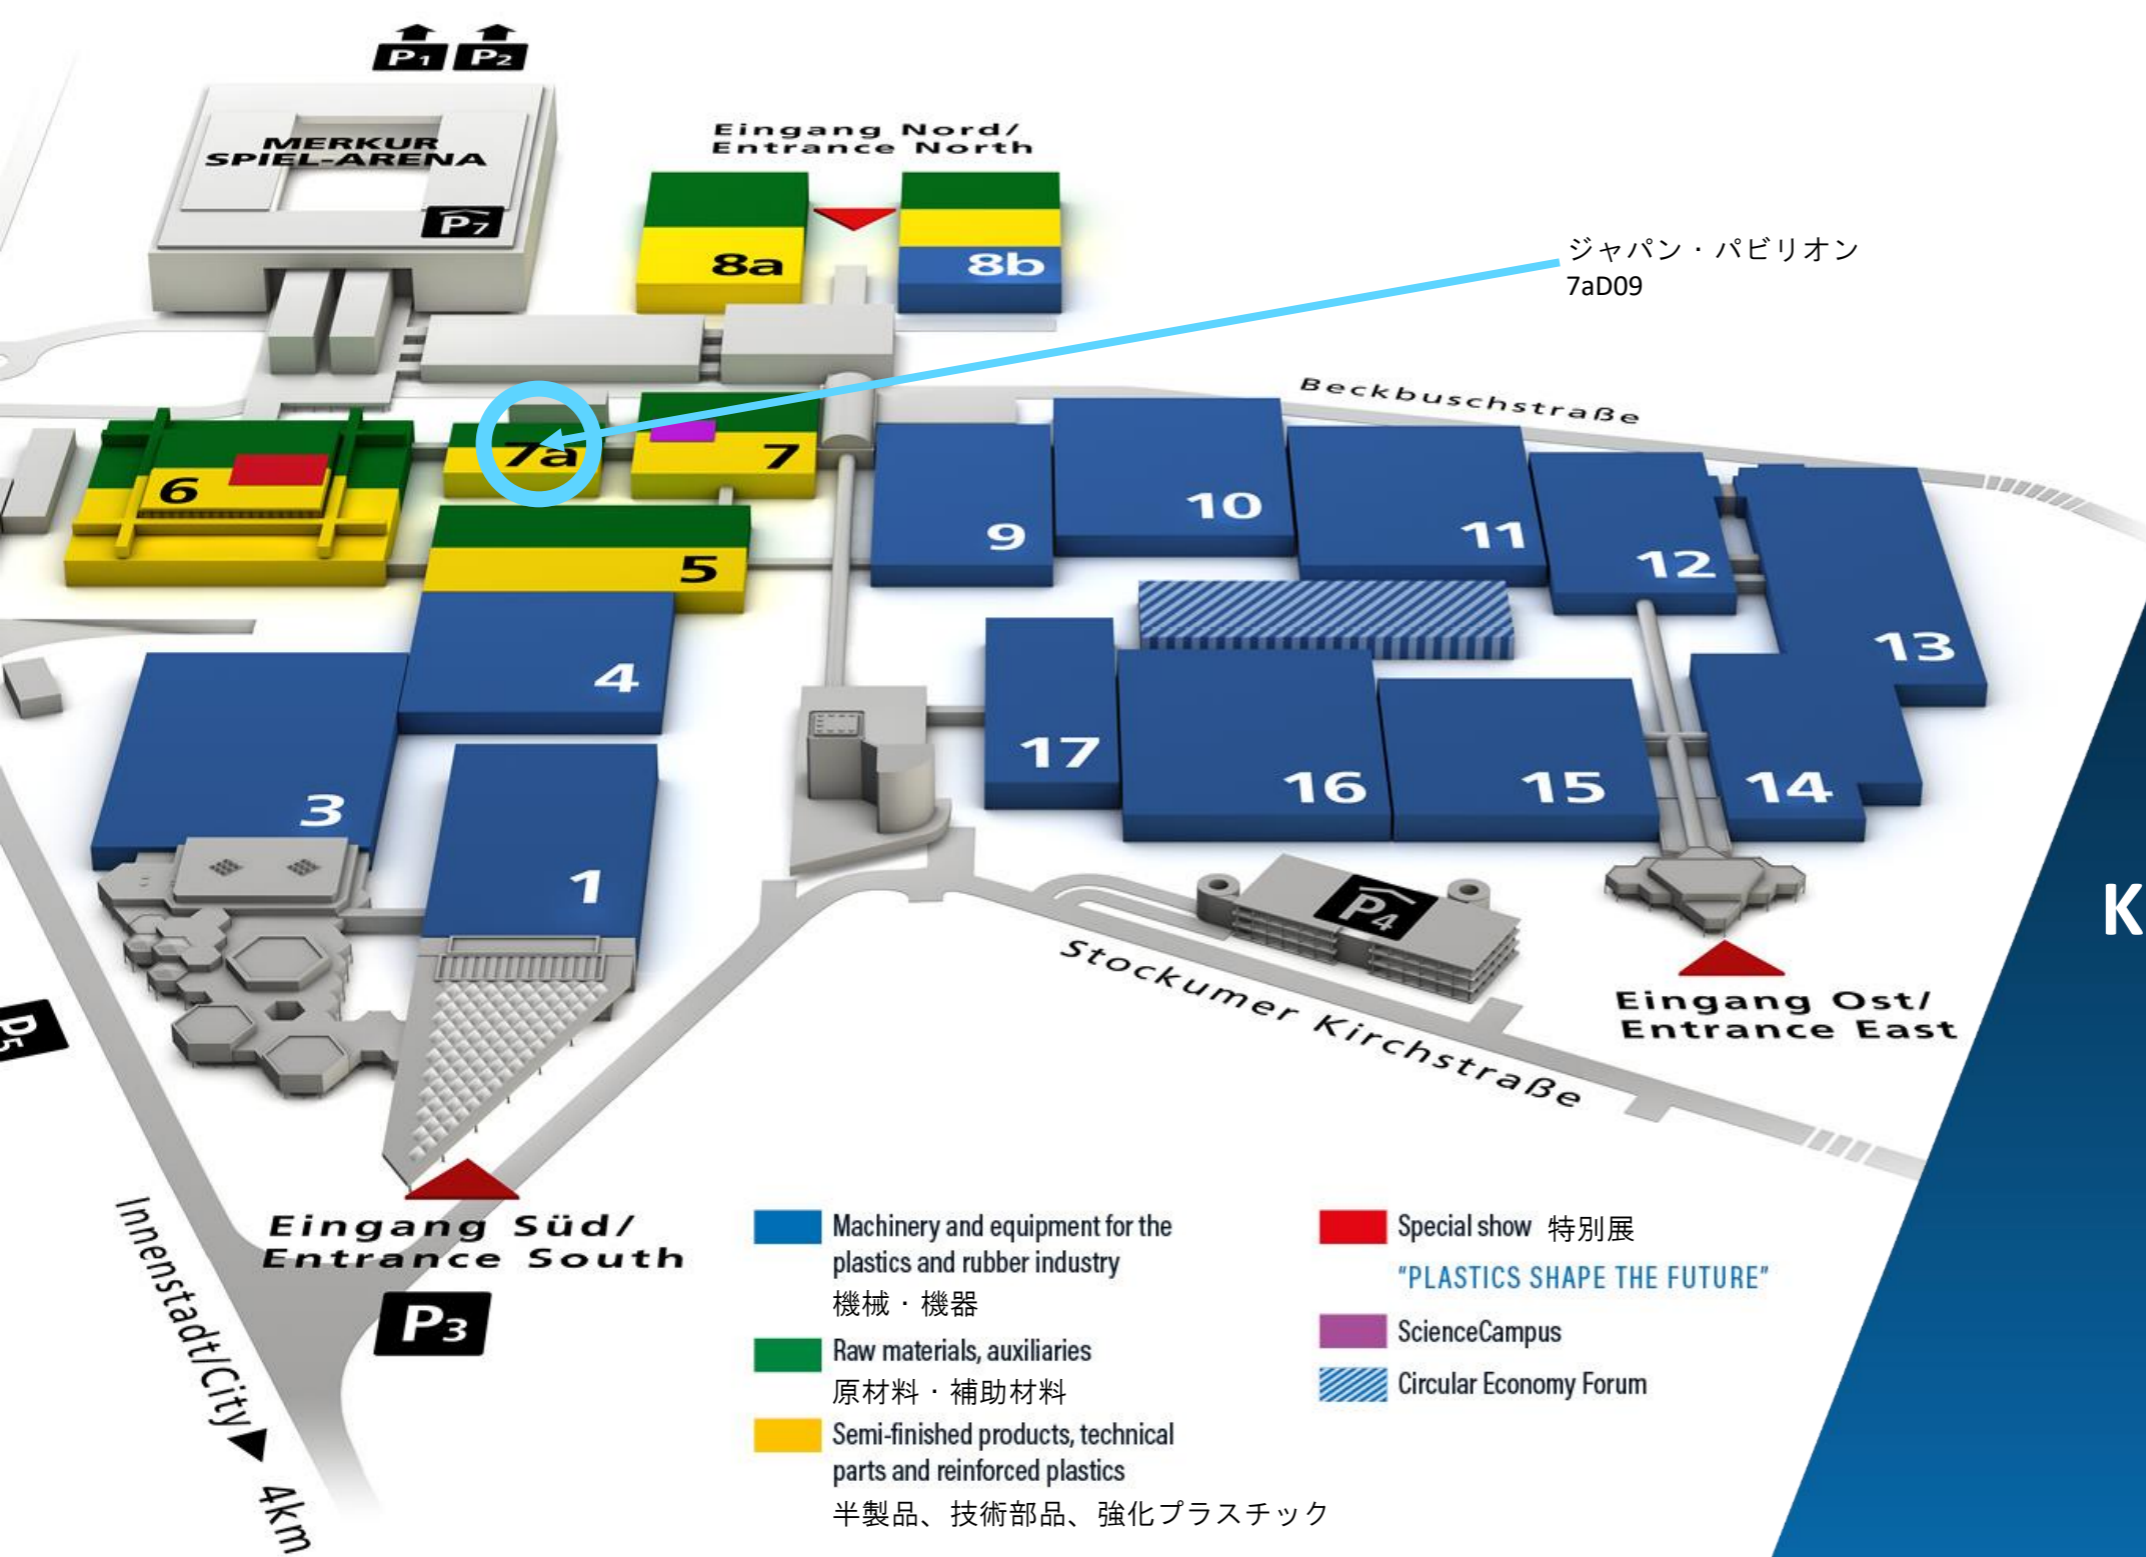 P1 P2
MERKUR
SPIEL-ARENA
P7
Eingang Nord/
Entrance North
8a
8b
ジャパン・パビリオン
7aD09
Beckbuschstraße
6
7a
7
5
4
3
1
9
10
11
12
13
14
15
16
17
P4
P5
K
Stockumer Kirchstraße
Eingang Ost/
Entrance East
Eingang Süd/
Entrance South
P3
Innenstadt/City 4km
Machinery and equipment for the
plastics and rubber industry
機械・機器
Raw materials, auxiliaries
原材料・補助材料
Semi-finished products, technical
parts and reinforced plastics
半製品、技術部品、強化プラスチック
Special show 特別展
"PLASTICS SHAPE THE FUTURE"
ScienceCampus
Circular Economy Forum